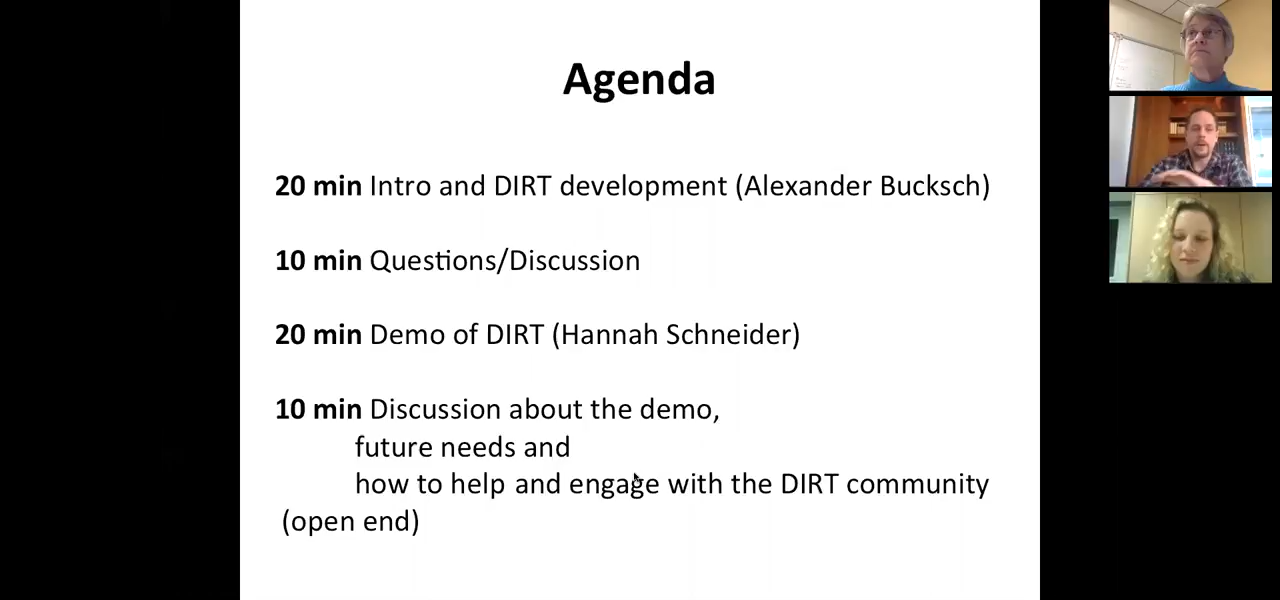 Agenda
20 min Intro and DIRT development (Alexander Bucksch)
10 min Questions/Discussion
20 min Demo of DIRT (Hannah Schneider)
10 min Discussion about the demo,
future needs and
how to help and engage with the DIRT community
(open end)